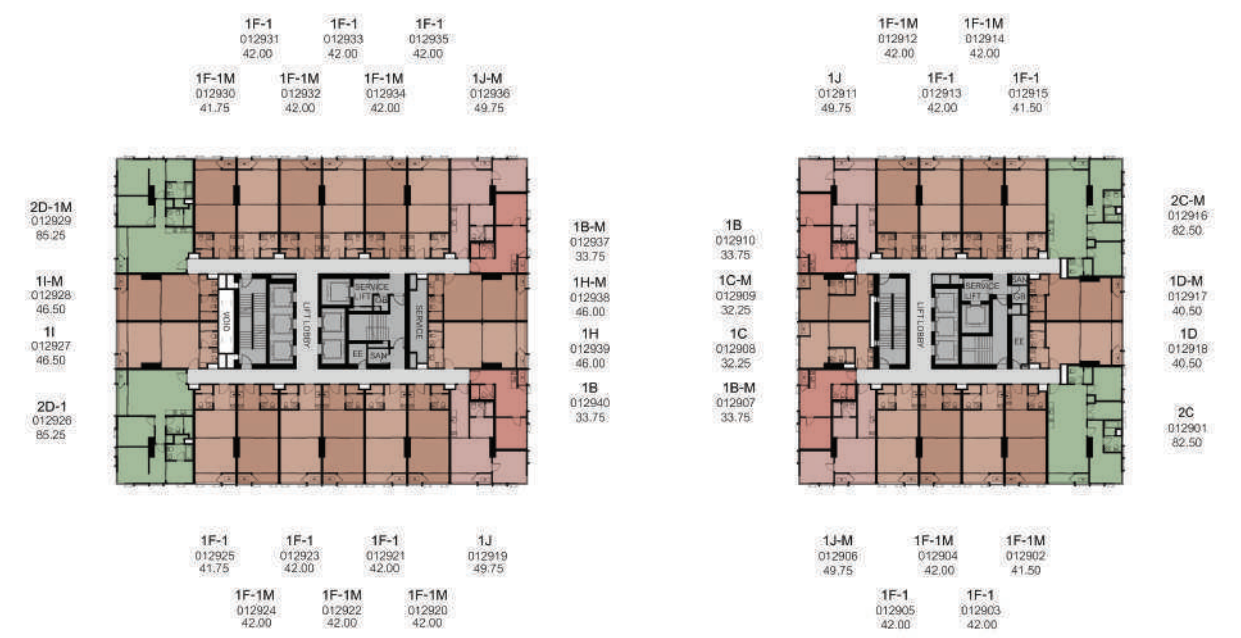 1F-1
012931
42.00
1F-1
012933
42.00
1F-1
012935
42.00
1F-1M
012930
41.75
1F-1M
012932
42.00
1F-1M
012934
42.00
1J-M
012936
49.75
2D-1M
012929
85.25
1I-M
012928
46.50
1I
012927
46.50
2D-1
012926
85.25
VOID
LIFT LOBBY
SERVICE
LIFT
GB
SERVICE
EE
SAN
1B-M
012937
33.75
1H-M
012938
46.00
1H
012939
46.00
1B
012940
33.75
1F-1
012925
41.75
1F-1
012923
42.00
1F-1
012921
42.00
1J
012919
49.75
1F-1M
012924
42.00
1F-1M
012922
42.00
1F-1M
012920
42.00
1F-1M
012912
42.00
1F-1M
012914
42.00
1J
012911
49.75
1F-1
012913
42.00
1F-1
012915
41.50
1B
012910
33.75
1C-M
012909
32.25
1C
012908
32.25
1B-M
012907
33.75
LIFT LOBBY
SERVICE
LIFT
SAN
GB
EE
2C-M
012916
82.50
1D-M
012917
40.50
1D
012918
40.50
2C
012901
82.50
1J-M
012906
49.75
1F-1M
012904
42.00
1F-1M
012902
41.50
1F-1
012905
42.00
1F-1
012903
42.00